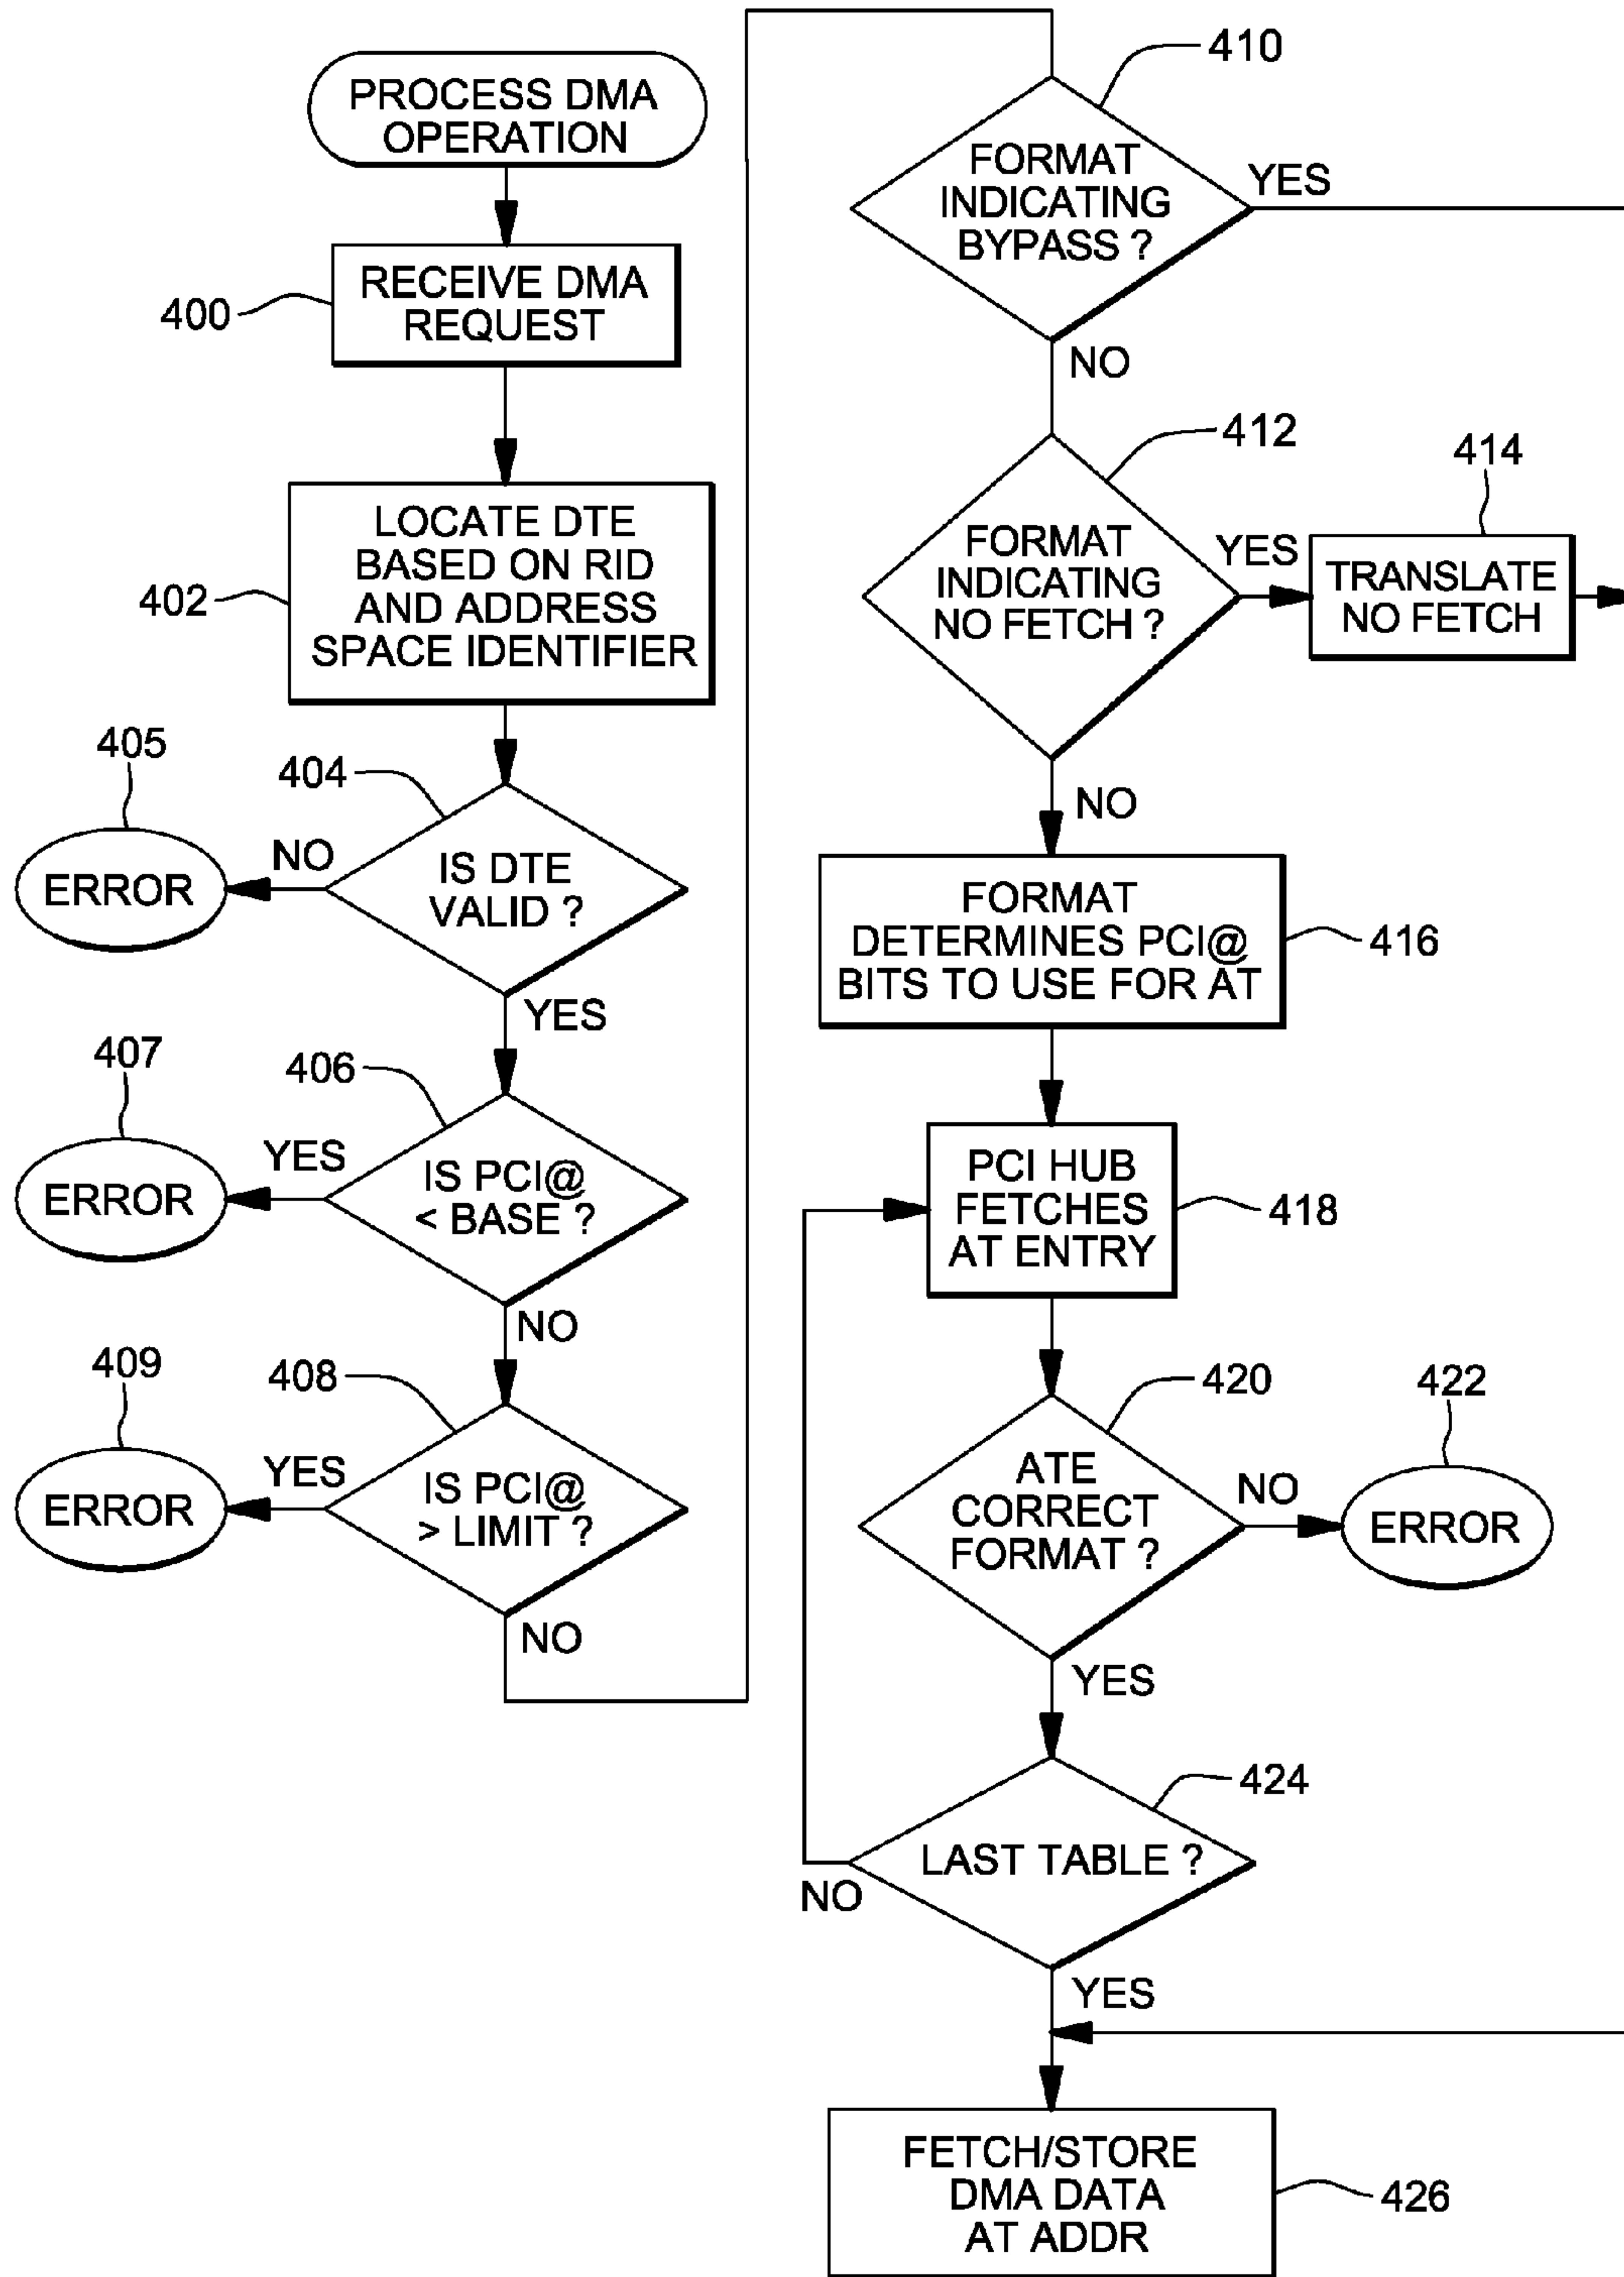 PROCESS DMA
OPERATION
400
RECEIVE DMA
REQUEST
402
LOCATE DTE
BASED ON RID
AND ADDRESS
SPACE IDENTIFIER
404
IS DTE
VALID ?
NO
405
ERROR
YES
406
IS PCI@
< BASE ?
YES
407
ERROR
NO
408
IS PCI@
> LIMIT ?
YES
409
ERROR
NO
410
FORMAT
INDICATING
BYPASS ?
YES
NO
412
FORMAT
INDICATING
NO FETCH ?
YES
414
TRANSLATE
NO FETCH
NO
FORMAT
DETERMINES PCI@
BITS TO USE FOR AT
416
PCI HUB
FETCHES
AT ENTRY
418
420
ATE
CORRECT
FORMAT ?
NO
422
ERROR
YES
424
LAST TABLE ?
NO
YES
FETCH/STORE
DMA DATA
AT ADDR
426